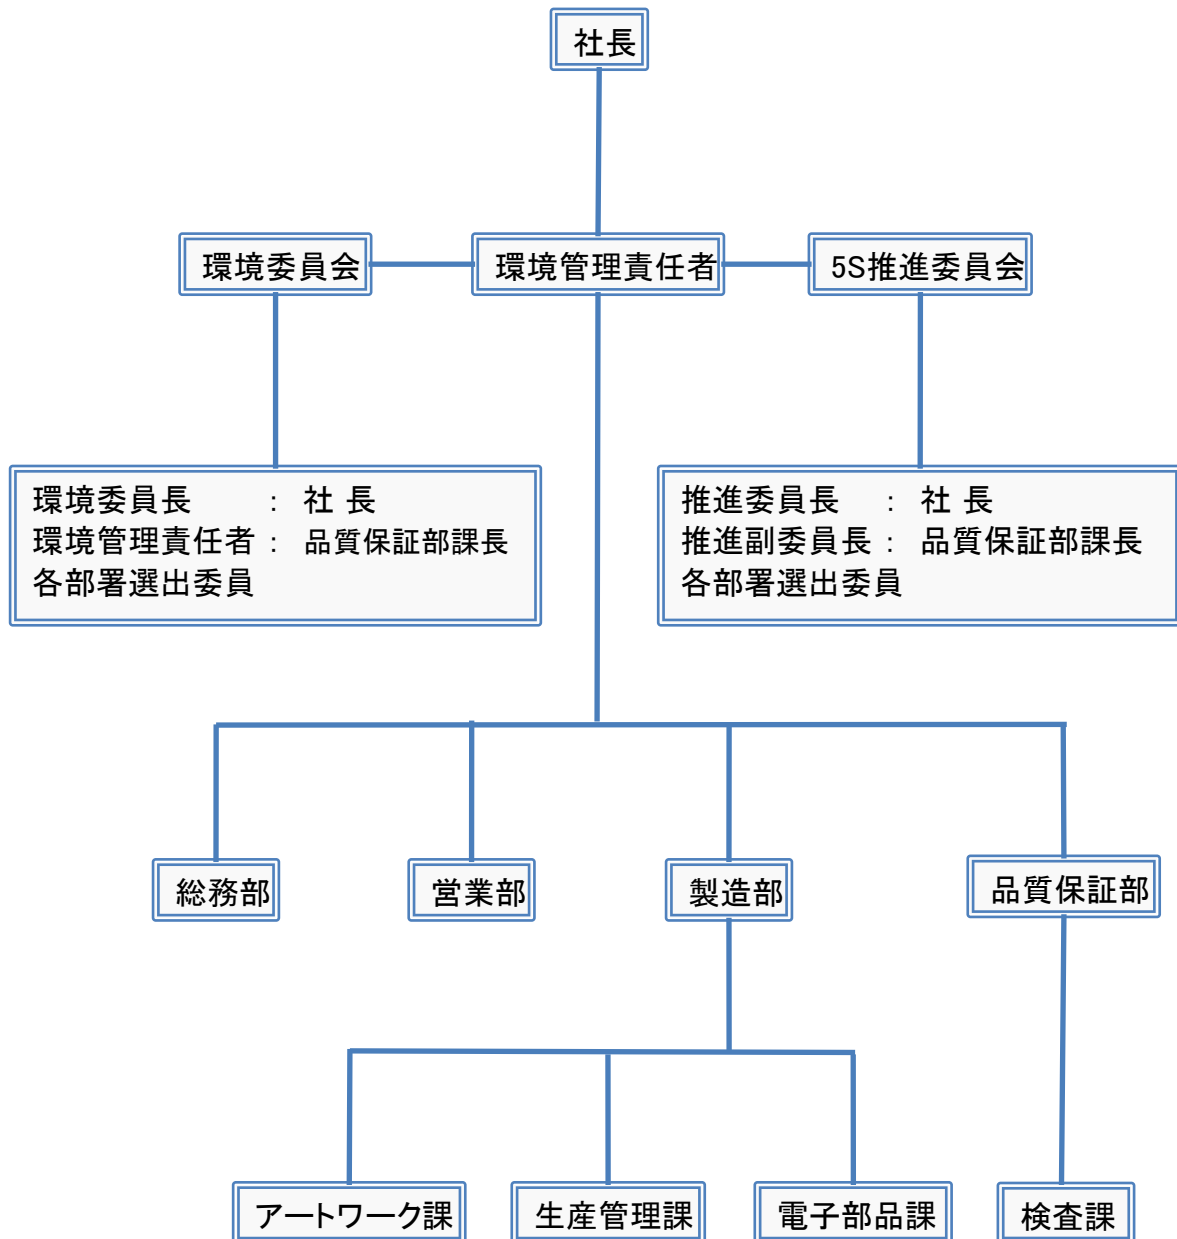 社長
環境委員会
環境管理責任者
5S推進委員会
環境委員長　　： 社 長
環境管理責任者： 品質保証部課長
各部署選出委員
推進委員長　： 社 長
推進副委員長： 品質保証部課長
各部署選出委員
総務部
営業部
製造部
品質保証部
アートワーク課
生産管理課
電子部品課
検査課